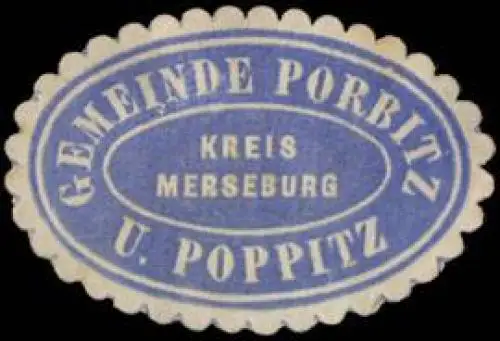 GEMEINDE PORBITZ
KREIS
MERSEBURG
U. POPPITZ